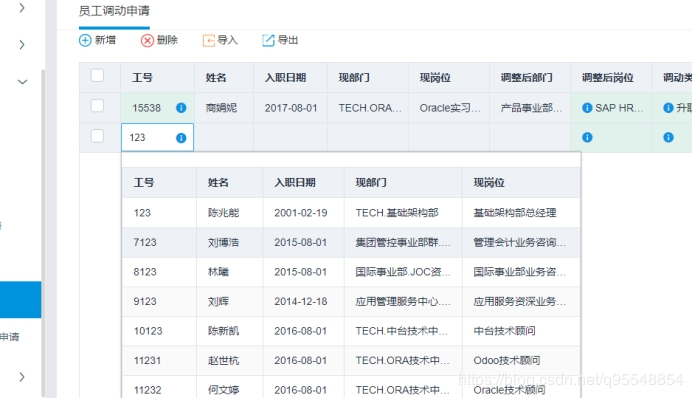 员工调动申请
新增 删除 导入 导出
工号 姓名 入职日期 现部门 现岗位 调整后部门 调整后岗位 调动类
15538 商娟妮 2017-08-01 TECH.ORA... Oracle实习... 产品事业部... SAP HR... 升职
123
工号 姓名 入职日期 现部门 现岗位
123 陈兆能 2001-02-19 TECH.基础架构部 基础架构部总经理
7123 刘博浩 2015-08-01 集团管控事业部群.... 管理会计业务咨询...
8123 林曦 2015-08-01 国际事业部.JOC资... 国际事业部业务咨...
9123 刘辉 2014-12-18 应用管理服务中心.... 应用服务资深业务...
10123 陈新凯 2016-08-01 TECH.中台技术中... 中台技术顾问
11231 赵世杭 2016-08-01 TECH.ORA技术中... Odoo技术顾问
11232 何文婷 2016-08-01 TECH.ORA技术中... Oracle技术顾问
申请
https://blog.csdn.net/q95548854